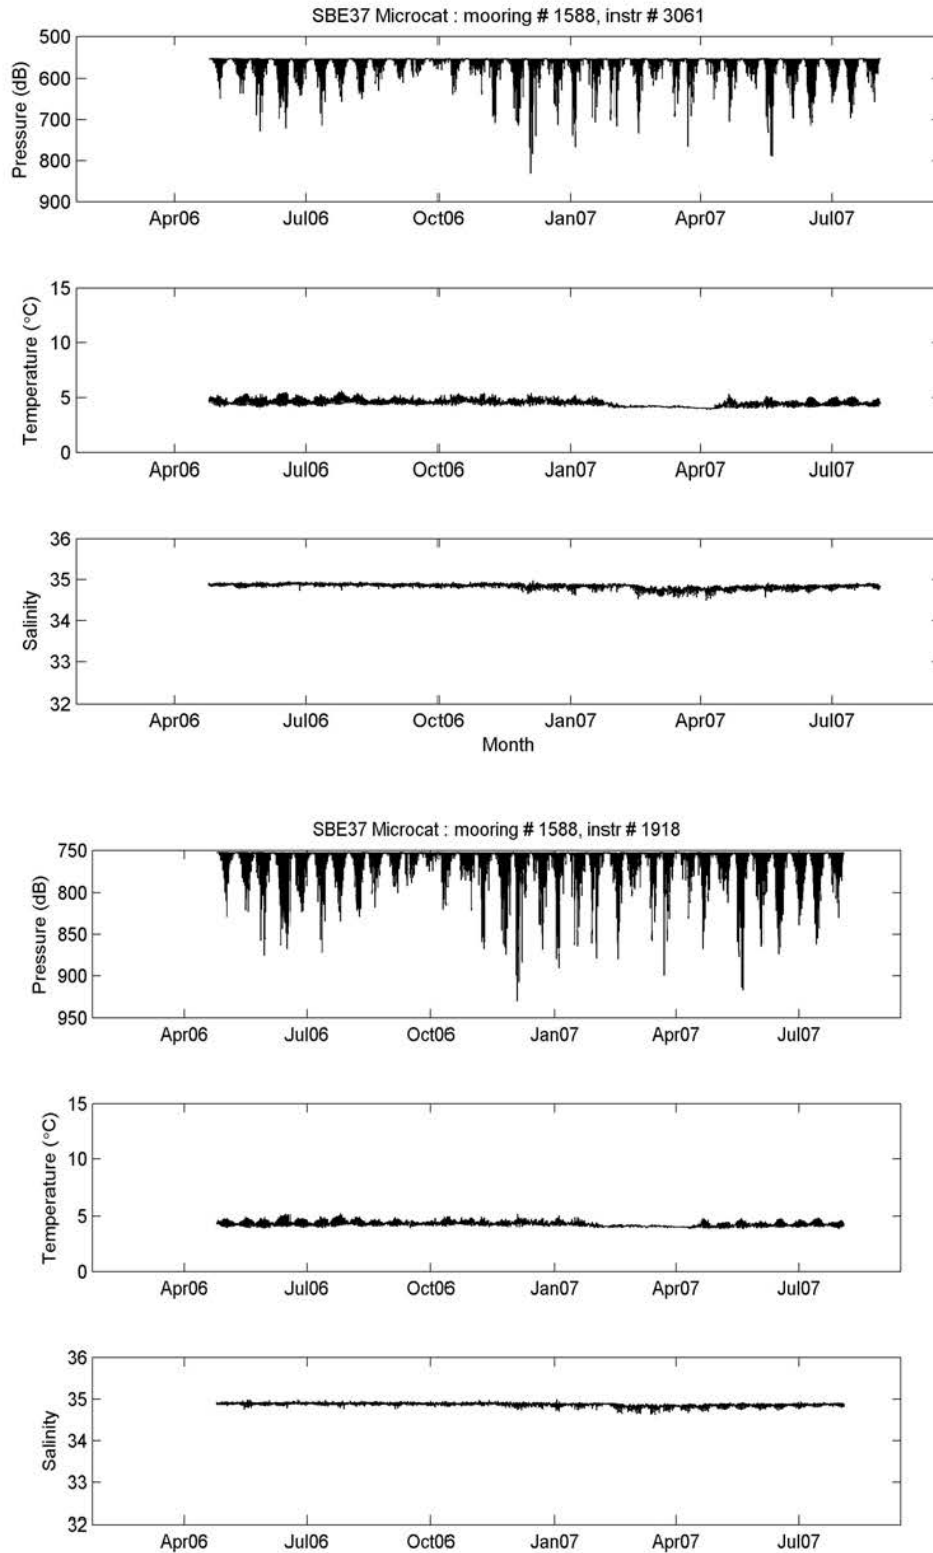 SBE37 Microcat : mooring # 1588, instr # 3061
500
600
700
800
900
Pressure (dB)
Apr06 Jul06 Oct06 Jan07 Apr07 Jul07
15
10
5
0
Temperature (°C)
Apr06 Jul06 Oct06 Jan07 Apr07 Jul07
36
35
34
33
32
Salinity
Apr06 Jul06 Oct06 Jan07 Apr07 Jul07
Month
SBE37 Microcat : mooring # 1588, instr # 1918
750
800
850
900
950
Pressure (dB)
Apr06 Jul06 Oct06 Jan07 Apr07 Jul07
15
10
5
0
Temperature (°C)
Apr06 Jul06 Oct06 Jan07 Apr07 Jul07
36
35
34
33
32
Salinity
Apr06 Jul06 Oct06 Jan07 Apr07 Jul07